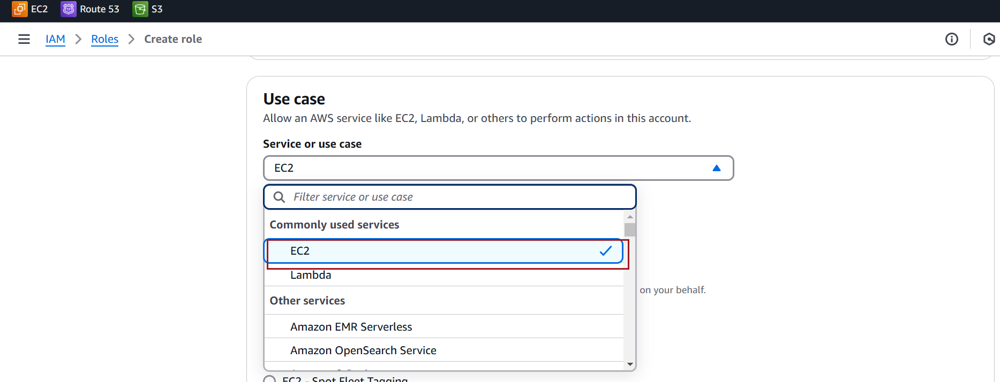 EC2 Route 53 S3
IAM Roles Create role
Use case
Allow an AWS service like EC2, Lambda, or others to perform actions in this account.
Service or use case
EC2
Filter service or use case
Commonly used services
EC2
Lambda
on your behalf.
Other services
Amazon EMR Serverless
Amazon OpenSearch Service
EC2 - Spot Fleet Tagging